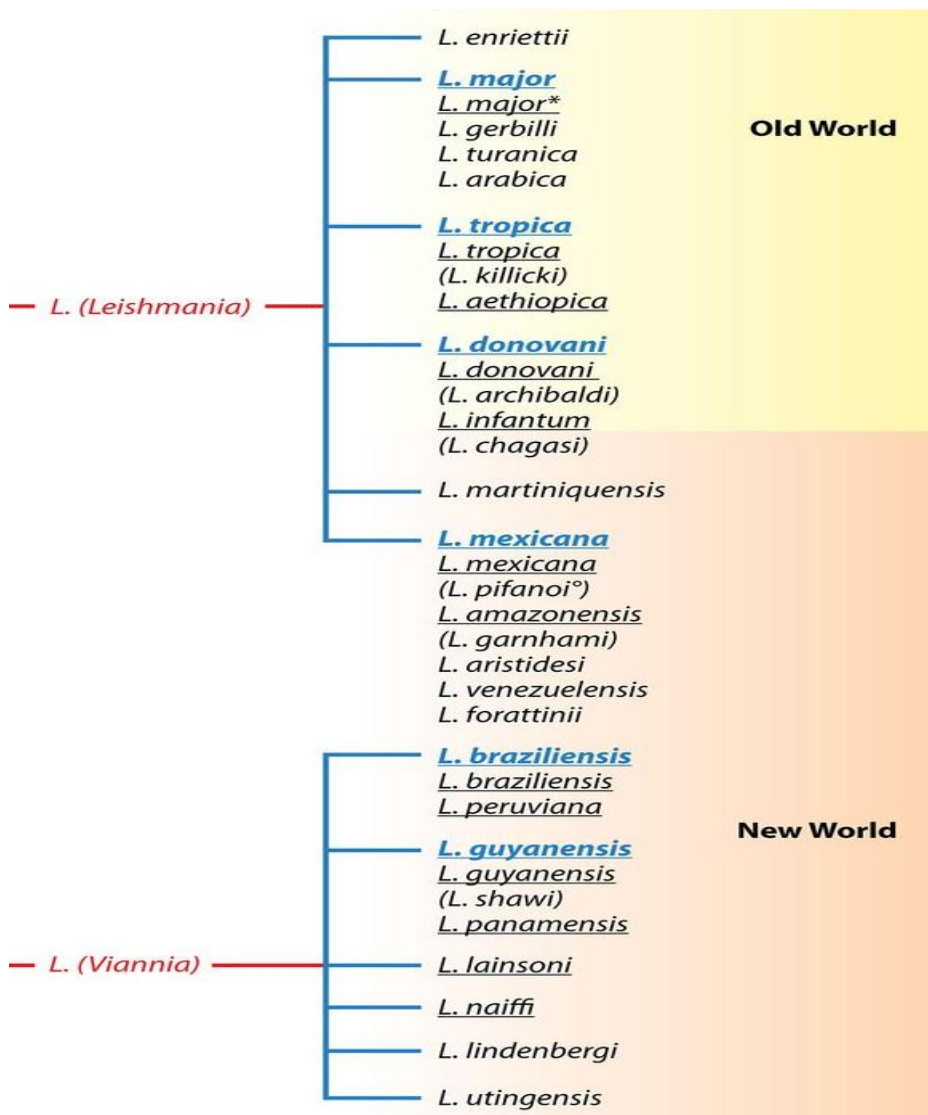 L. enriettii
L. major
L. major*
Old World
L. gerbilli
L. turanica
L. arabica
L. tropica
L. tropica
(L. killicki)
L. aethiopica
L. (Leishmania)
L. donovani
L. donovani
(L. archibaldi)
L. infantum
(L. chagasi)
L. martiniquensis
L. mexicana
L. mexicana
(L. pifanoi°)
L. amazonensis
(L. garnhami)
L. aristidesi
L. venezuelensis
L. forattinii
L. braziliensis
L. braziliensis
L. peruviana
New World
L. guyanensis
L. guyanensis
(L. shawi)
L. panamensis
L. (Viannia)
L. lainsoni
L. naiffi
L. lindenbergi
L. utingensis